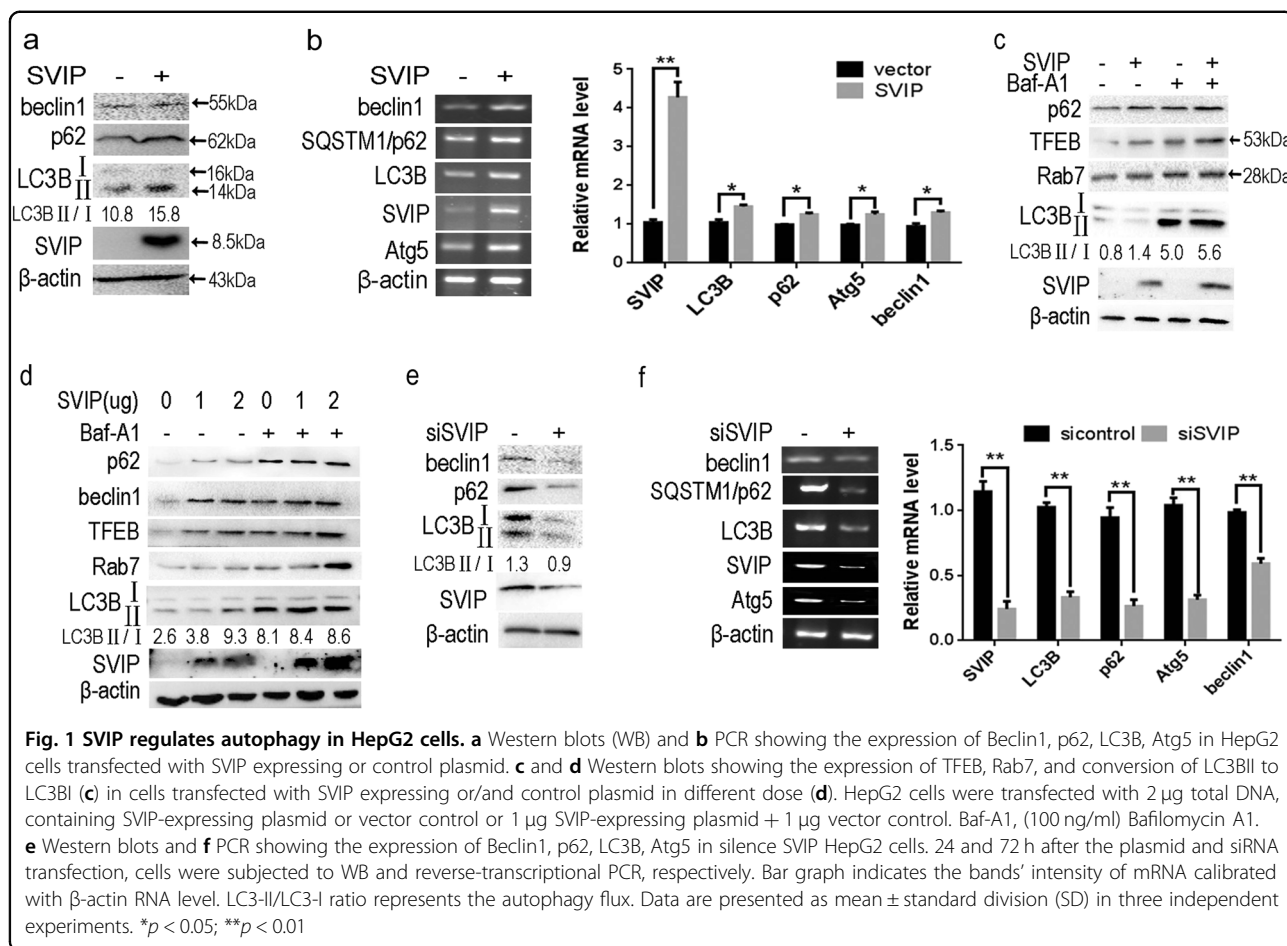 a
SVIP - +
beclin1 ←55kDa
p62 ←62kDa
LC3B I ←16kDa
II ←14kDa
LC3B II / I 10.8 15.8
SVIP ←8.5kDa
β-actin ←43kDa
b
SVIP - +
beclin1
SQSTM1/p62
LC3B
SVIP
Atg5
β-actin
Relative mRNA level
5
4
3
2
1
0
vector
SVIP
** * * * *
SVIP LC3B p62 Atg5 beclin1
c
SVIP - + - +
Baf-A1 - - + +
p62
TFEB ←53kDa
Rab7 ←28kDa
LC3B I
II
LC3B II / I 0.8 1.4 5.0 5.6
SVIP
β-actin
d
SVIP(ug) 0 1 2 0 1 2
Baf-A1 - - - + + +
p62
beclin1
TFEB
Rab7
LC3B I
II
LC3B II / I 2.6 3.8 9.3 8.1 8.4 8.6
SVIP
β-actin
e
siSVIP - +
beclin1
p62
LC3B I
II
LC3B II / I 1.3 0.9
SVIP
β-actin
f
siSVIP - +
beclin1
SQSTM1/p62
LC3B
SVIP
Atg5
β-actin
Relative mRNA level
1.5
1.0
0.5
0.0
sicontrol siSVIP
** ** ** ** **
SVIP LC3B p62 Atg5 beclin1
Fig. 1 SVIP regulates autophagy in HepG2 cells. a Western blots (WB) and b PCR showing the expression of Beclin1, p62, LC3B, Atg5 in HepG2
cells transfected with SVIP expressing or control plasmid. c and d Western blots showing the expression of TFEB, Rab7, and conversion of LC3BII to
LC3BI (c) in cells transfected with SVIP expressing or/and control plasmid in different dose (d). HepG2 cells were transfected with 2 µg total DNA,
containing SVIP-expressing plasmid or vector control or 1 µg SVIP-expressing plasmid + 1 µg vector control. Baf-A1, (100 ng/ml) Bafilomycin A1.
e Western blots and f PCR showing the expression of Beclin1, p62, LC3B, Atg5 in silence SVIP HepG2 cells. 24 and 72 h after the plasmid and siRNA
transfection, cells were subjected to WB and reverse-transcriptional PCR, respectively. Bar graph indicates the bands' intensity of mRNA calibrated
with β-actin RNA level. LC3-II/LC3-I ratio represents the autophagy flux. Data are presented as mean ± standard division (SD) in three independent
experiments. *p < 0.05; **p < 0.01